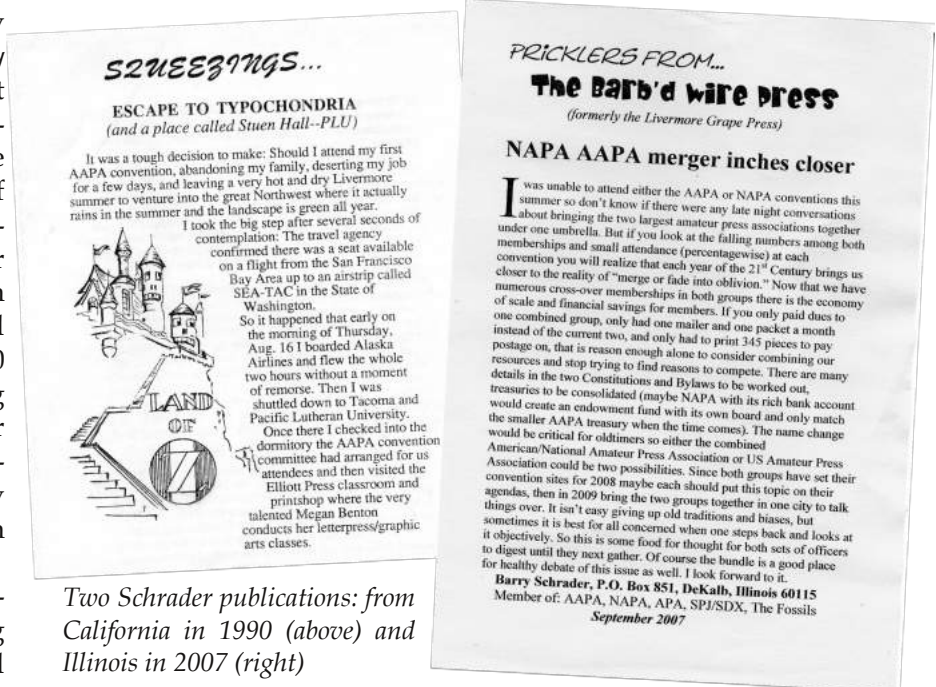 SQUEEZINGS...
ESCAPE TO TYPOCHONDRIA
(and a place called Stuen Hall--PLU)
It was a tough decision to make: Should I attend my first
AAPA convention, abandoning my family, deserting my job
for a few days, and leaving a very hot and dry Livermore
summer to venture into the great Northwest where it actually
rains in the summer and the landscape is green all year.
I took the big step after several seconds of
contemplation: The travel agency
confirmed there was a seat available
on a flight from the San Francisco
Bay Area up to an airstrip called
SEA-TAC in the State of
Washington.
So it happened that early on
the morning of Thursday,
Aug. 16 I boarded Alaska
Airlines and flew the whole
two hours without a moment
of remorse. Then I was
shuttled down to Tacoma and
Pacific Lutheran University.
Once there I checked into the
dormitory the AAPA convention
committee had arranged for us
attendees and then visited the
Elliott Press classroom and
printshop where the very
talented Megan Benton
conducts her letterpress/graphic
arts classes.
LAND
OF
OZ
Two Schrader publications: from
California in 1990 (above) and
Illinois in 2007 (right)
PRICKLERS FROM...
The Barb'd wire press
(formerly the Livermore Grape Press)
NAPA AAPA merger inches closer
I was unable to attend either the AAPA or NAPA conventions this
summer so don't know if there were any late night conversations
about bringing the two largest amateur press associations together
under one umbrella. But if you look at the falling numbers among both
memberships and small attendance (percentagewise) at each
convention you will realize that each year of the 21st Century brings us
closer to the reality of "merge or fade into oblivion." Now that we have
numerous cross-over memberships in both groups there is the economy
of scale and financial savings for members. If you only paid dues to
one combined group, only had one mailer and one packet a month
instead of the current two, and only had to print 345 pieces to pay
postage on, that is reason enough alone to consider combining our
resources and stop trying to find reasons to compete. There are many
details in the two Constitutions and Bylaws to be worked out,
treasuries to be consolidated (maybe NAPA with its rich bank account
would create an endowment fund with its own board and only match
the smaller AAPA treasury when the time comes). The name change
would be critical for oldtimers so either the combined
American/National Amateur Press Association or US Amateur Press
Association could be two possibilities. Since both groups have set their
convention sites for 2008 maybe each should put this topic on their
agendas, then in 2009 bring the two groups together in one city to talk
things over. It isn't easy giving up old traditions and biases, but
sometimes it is best for all concerned when one steps back and looks at
it objectively. So this is some food for thought for both sets of officers
to digest until they next gather. Of course the bundle is a good place
for healthy debate of this issue as well. I look forward to it.
Barry Schrader, P.O. Box 851, DeKalb, Illinois 60115
Member of: AAPA, NAPA, APA, SPJ/SDX, The Fossils
September 2007